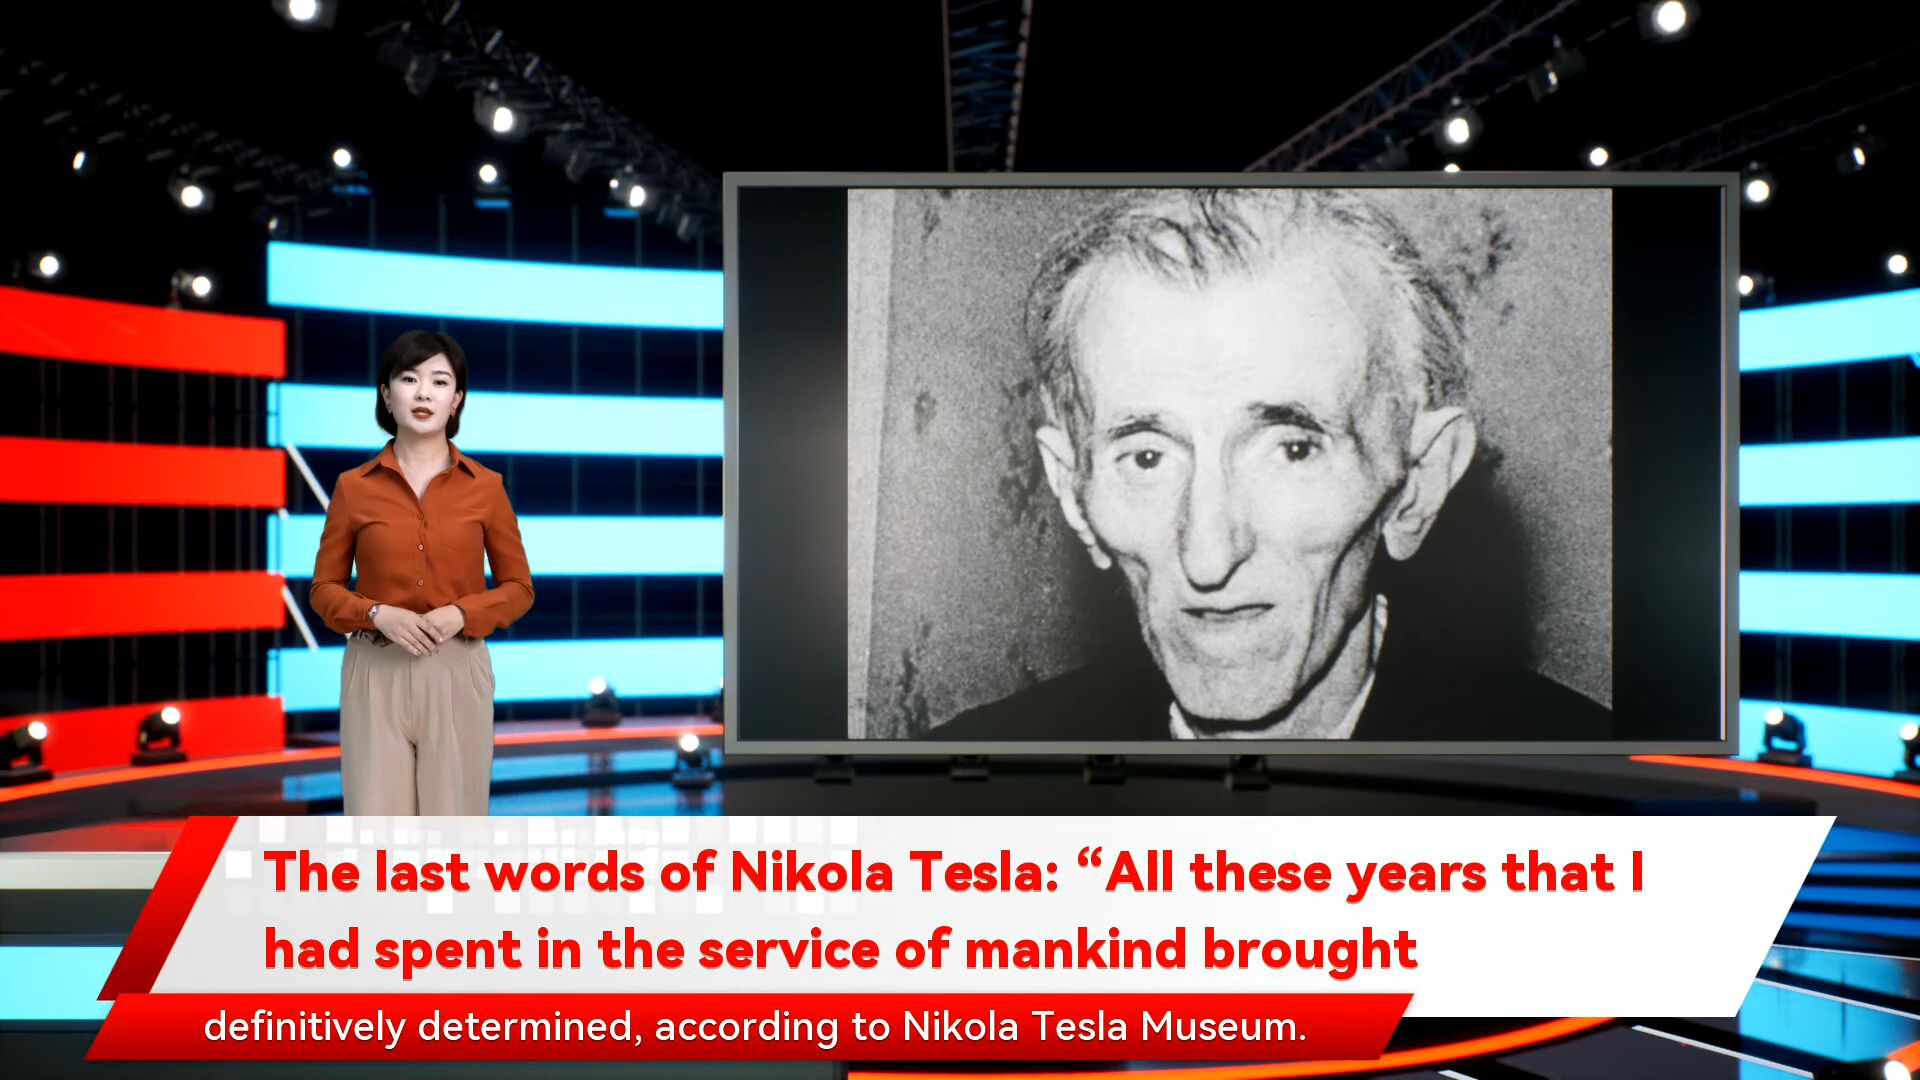 The last words of Nikola Tesla: “All these years that I
had spent in the service of mankind brought
definitively determined, according to Nikola Tesla Museum.